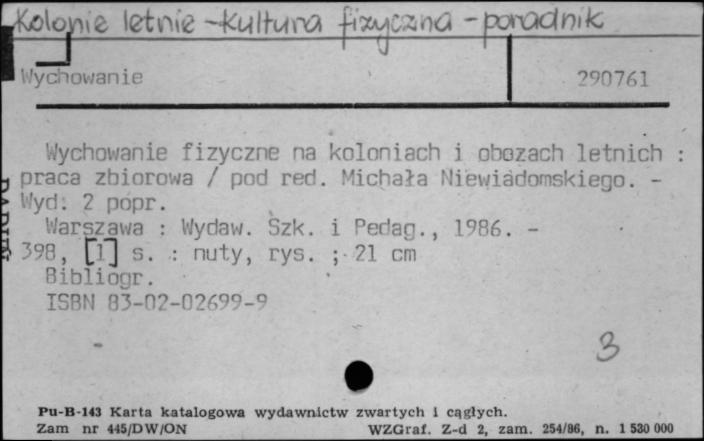 Kolonie letnie - kultura fizyczna - poradnik
Wychowanie 290761
Wychowanie fizyczne na koloniach i obozach letnich :
praca zbiorowa / pod red. Michała Niewiadomskiego. -
Wyd. 2 popr.
Warszawa : Wydaw. Szk. i Pedag., 1986. -
398, [1] s. : nuty, rys. ; 21 cm
Bibliogr.
ISBN 83-02-02699-9
3
Pu-B-143 Karta katalogowa wydawnictw zwartych i ciągłych.
Zam nr 445/DW/ON WZGraf. Z-d 2, zam. 254/86, n. 1 530 000